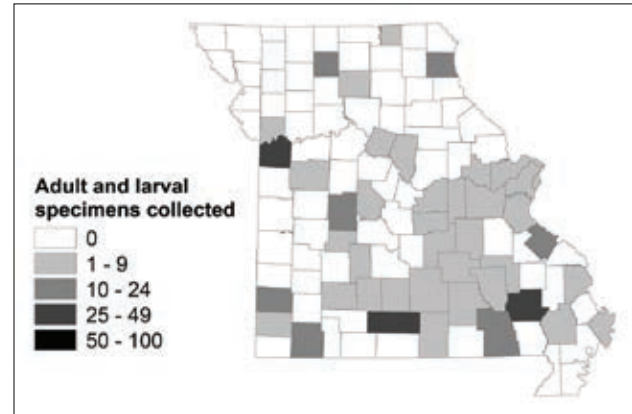 Adult and larval
specimens collected
0
1 - 9
10 - 24
25 - 49
50 - 100